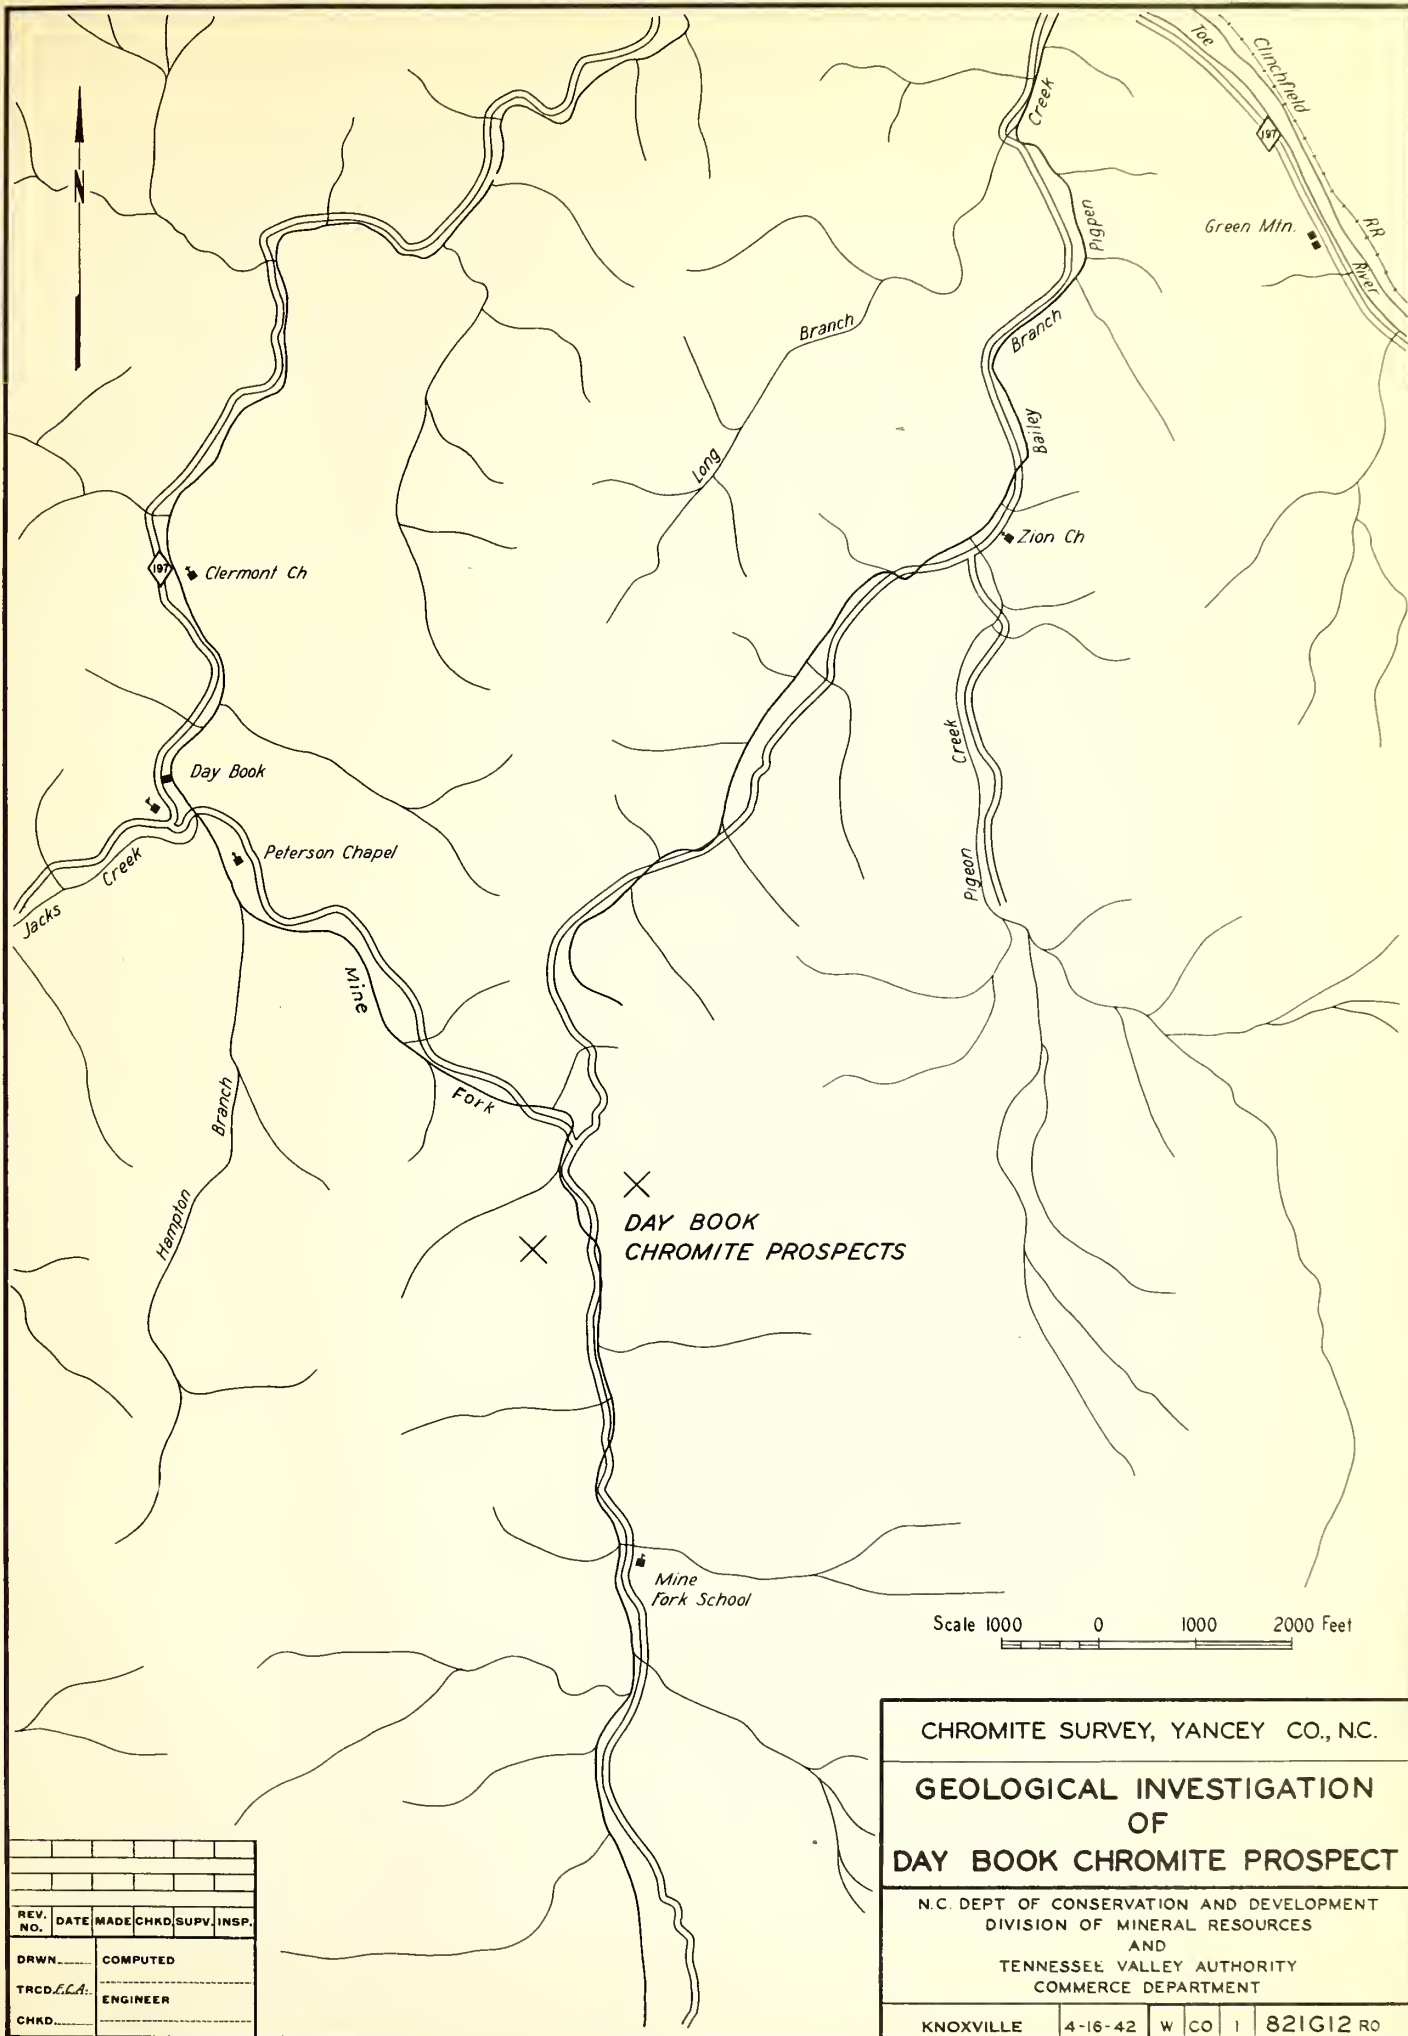 Toe
Clinchfield
197
RR
River
Green Mtn.
N
Creek
Pigpen
Branch
Bailey
Branch
Long
Zion Ch
197
Clermont Ch
Day Book
Creek
Pigeon
Peterson Chapel
Creek
Jacks
Mine
Fork
Branch
Hampton
DAY BOOK
CHROMITE PROSPECTS
Mine
Fork School
Scale 1000 0 1000 2000 Feet
CHROMITE SURVEY, YANCEY CO., N.C.
GEOLOGICAL INVESTIGATION
OF
DAY BOOK CHROMITE PROSPECT
N.C. DEPT OF CONSERVATION AND DEVELOPMENT
DIVISION OF MINERAL RESOURCES
AND
TENNESSEE VALLEY AUTHORITY
COMMERCE DEPARTMENT
KNOXVILLE 4-16-42 W CO 1 821G12 R0
REV. NO. DATE MADE CHKD. SUPV. INSP.
DRWN. COMPUTED
TRCD. F.C.A.
ENGINEER
CHKD.